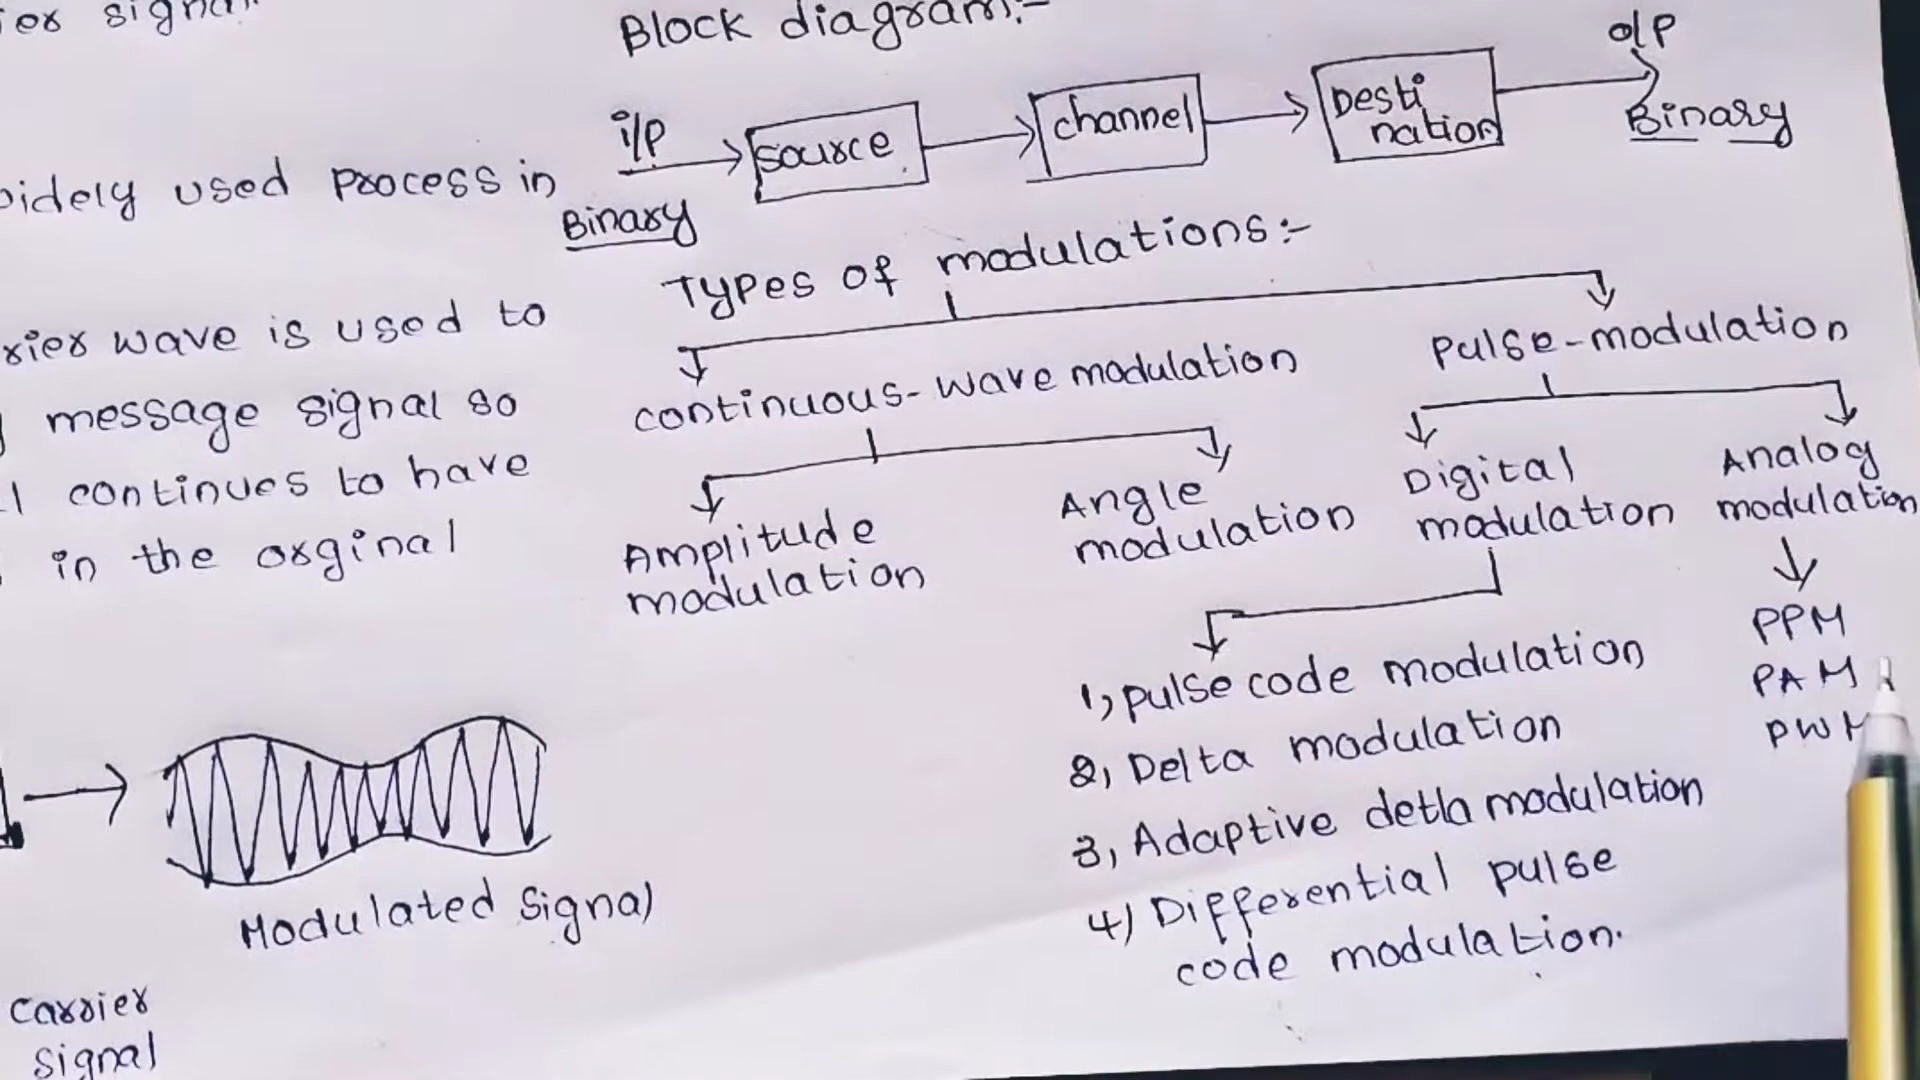 signal
Block diagram:-
i/p
Binary
source
channel
Desti
nation
o/p
Binary
used process in
wave is used to
message signal so
continues to have
in the orginal
Types of modulations:-
continuous-wave modulation
pulse-modulation
Amplitude
modulation
Angle
modulation
Digital
modulation
Analog
modulation
1, pulse code modulation
2, Delta modulation
3, Adaptive detla modulation
4) Differential pulse
code modulation.
PPM
PAM
PWM
Modulated signal
carrier
signal